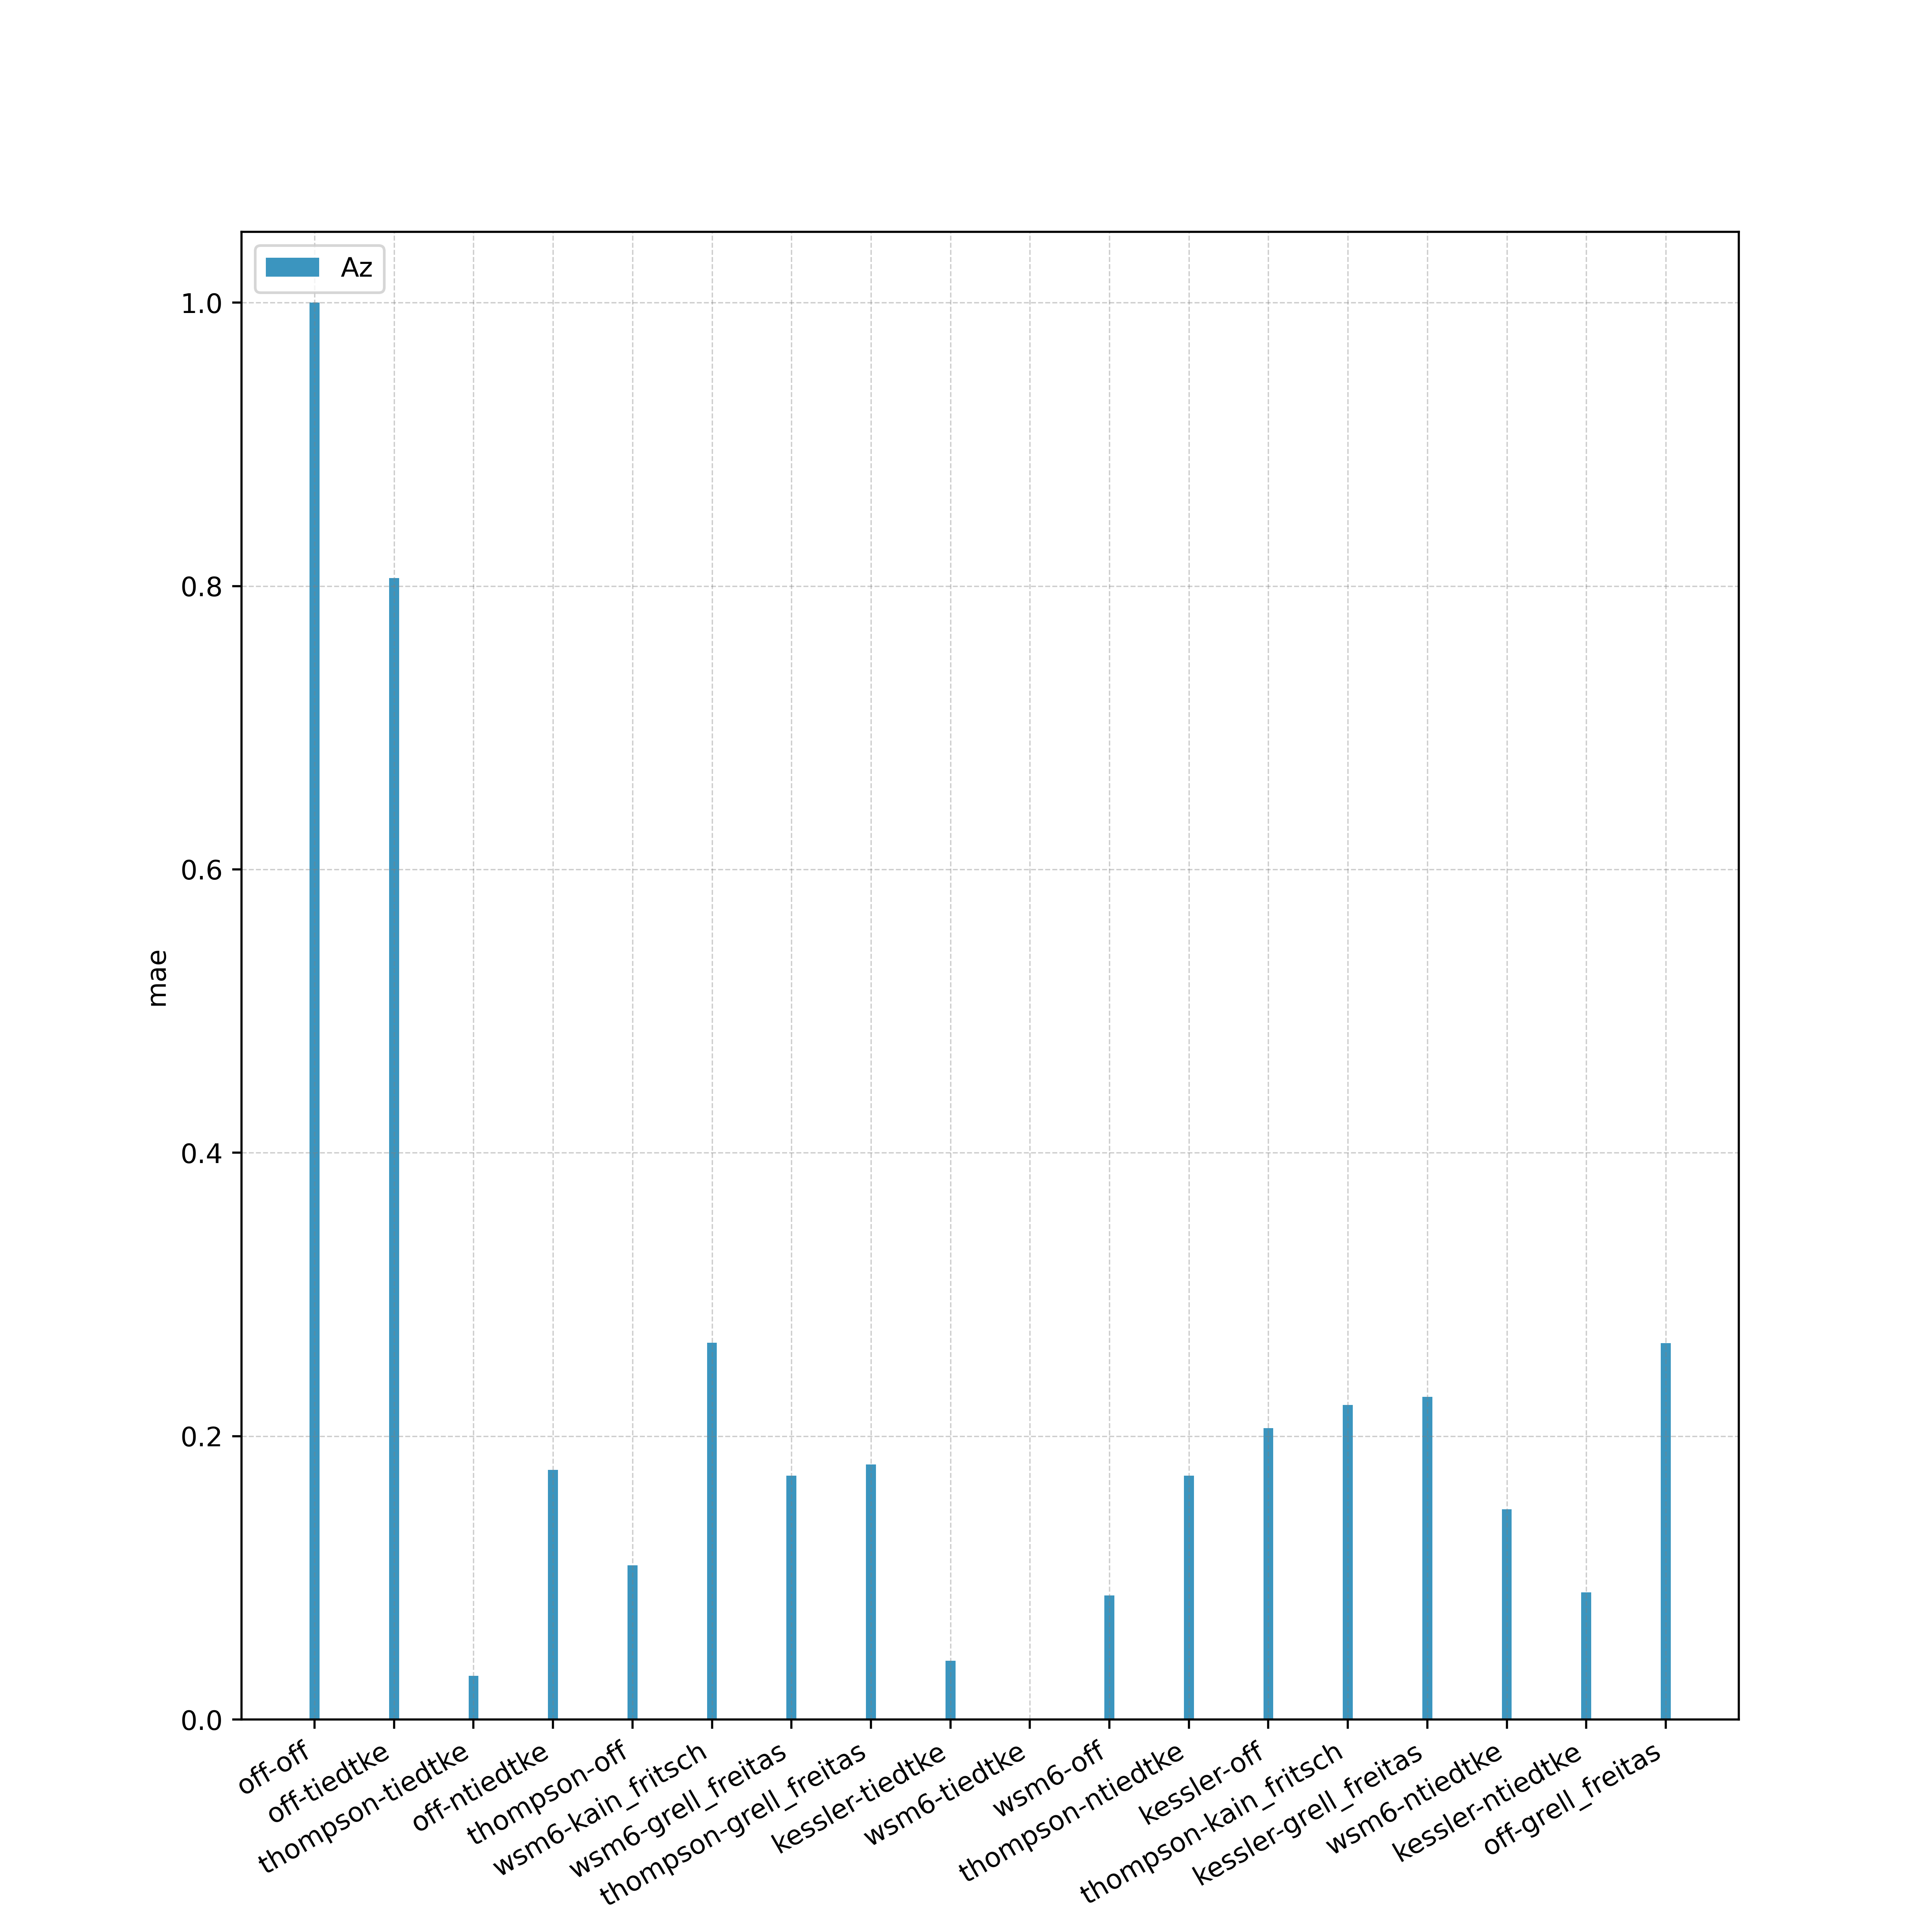 Az
1.0
0.8
0.6
0.4
0.2
0.0
mae
off-off
off-tiedtke
thompson-tiedtke
off-ntiedtke
thompson-off
wsm6-kain_fritsch
wsm6-grell_freitas
thompson-grell_freitas
kessler-tiedtke
wsm6-tiedtke
wsm6-off
thompson-ntiedtke
kessler-off
thompson-kain_fritsch
kessler-grell_freitas
wsm6-ntiedtke
kessler-ntiedtke
off-grell_freitas